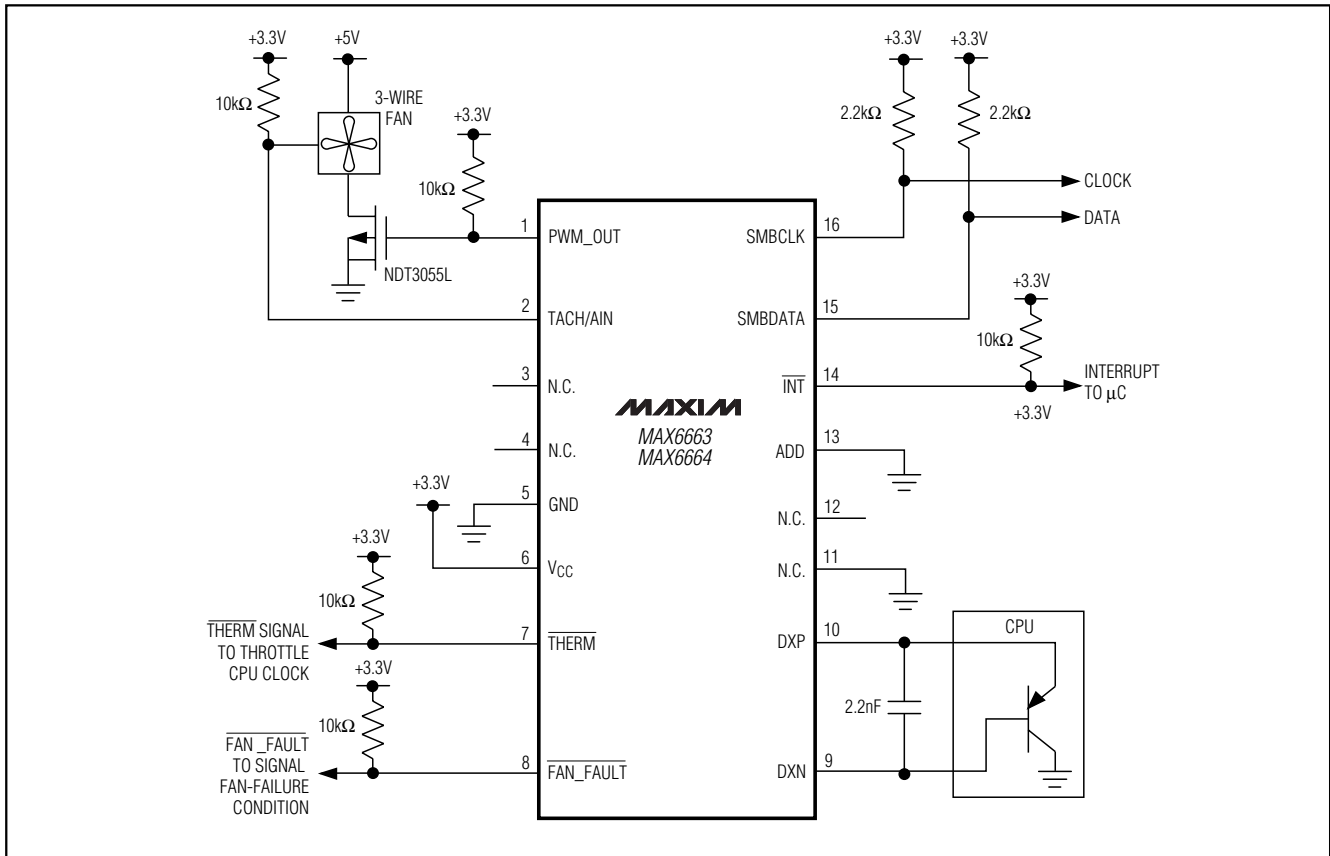 +3.3V
+5V
10kΩ
3-WIRE
FAN
+3.3V
10kΩ
NDT3055L
+3.3V
+3.3V
2.2kΩ
2.2kΩ
CLOCK
DATA
1
PWM_OUT
2
TACH/AIN
3
N.C.
4
N.C.
5
GND
+3.3V
6
VCC
+3.3V
10kΩ
7
THERM
THERM SIGNAL
TO THROTTLE
CPU CLOCK
+3.3V
10kΩ
8
FAN_FAULT
FAN _FAULT
TO SIGNAL
FAN-FAILURE
CONDITION
MAXIM
MAX6663
MAX6664
SMBCLK
16
SMBDATA
15
+3.3V
10kΩ
INT
14
INTERRUPT
TO µC
+3.3V
ADD
13
N.C.
12
N.C.
11
DXP
10
CPU
2.2nF
DXN
9